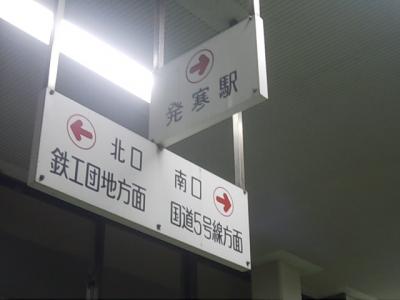 発寒駅
北口
鉄工団地方面
南口
国道5号線方面